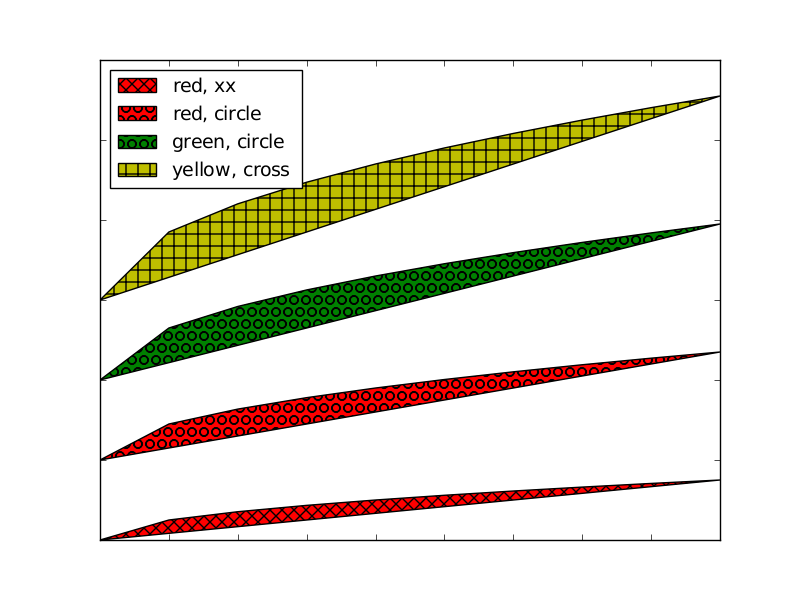 red, xx
red, circle
green, circle
yellow, cross